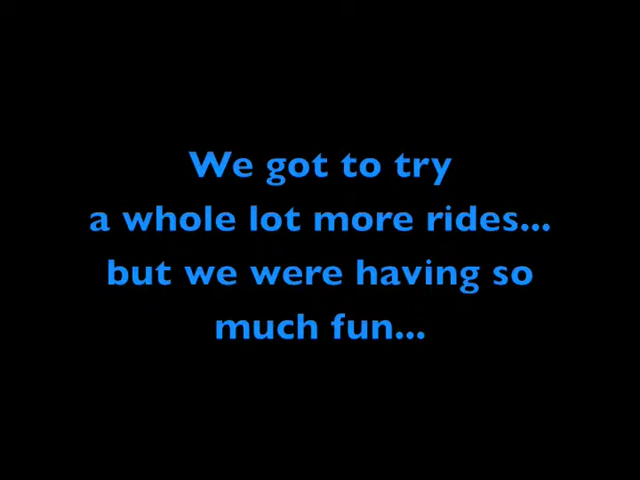 We got to try
a whole lot more rides...
but we were having so
much fun...